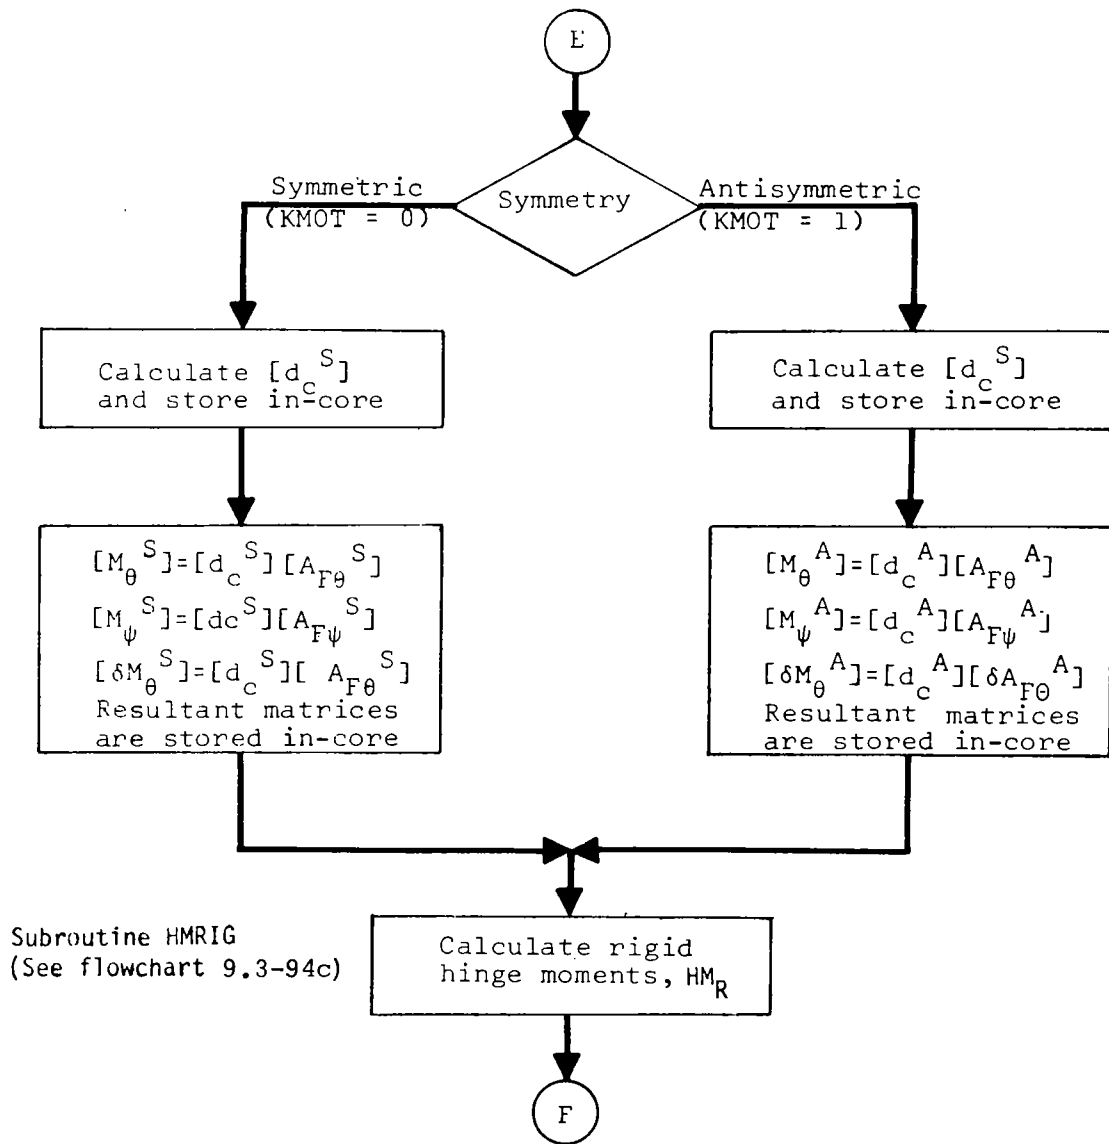 E
Symmetry
Symmetric
(KMOT = 0)
Antisymmetric
(KMOT = 1)
Calculate [d_c^S]
and store in-core
Calculate [d_c^S]
and store in-core
[M_θ^S]=[d_c^S][A_Fθ^S]
[M_ψ^S]=[dc^S][A_Fψ^S]
[δM_θ^S]=[d_c^S][ A_Fθ^S]
Resultant matrices
are stored in-core
[M_θ^A]=[d_c^A][A_Fθ^A]
[M_ψ^A]=[d_c^A][A_Fψ^A]
[δM_θ^A]=[d_c^A][δA_FΘ^A]
Resultant matrices
are stored in-core
Subroutine HMRIG
(See flowchart 9.3-94c)
Calculate rigid
hinge moments, HM_R
F